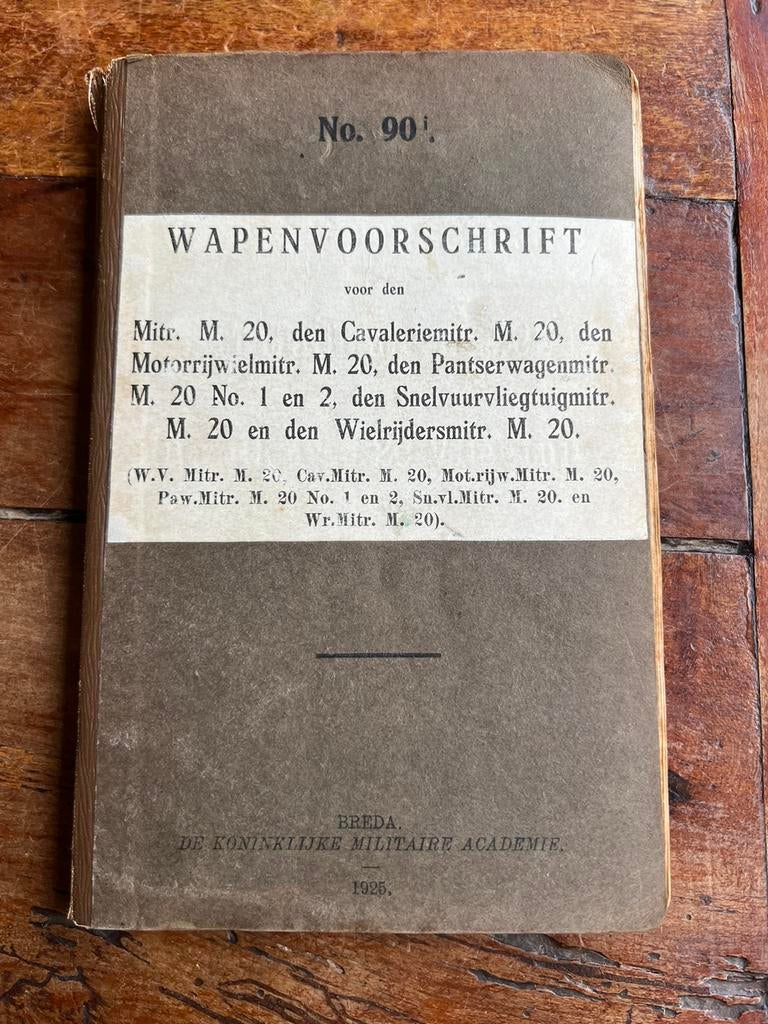 No. 90 i.
WAPENVOORSCHRIFT
voor den
Mitr. M. 20, den Cavaleriemitr. M. 20, den
Motorrijwielmitr. M. 20, den Pantserwagenmitr.
M. 20 No. 1 en 2, den Snelvuurvliegtuigmitr.
M. 20 en den Wielrijdersmitr. M. 20.
(W.V. Mitr. M. 20, Cav.Mitr. M. 20, Mot.rijw.Mitr. M. 20,
Paw.Mitr. M. 20 No. 1 en 2, Sn.vl.Mitr. M. 20. en
Wr.Mitr. M. 20).
BREDA.
DE KONINKLIJKE MILITAIRE ACADEMIE.
1925.